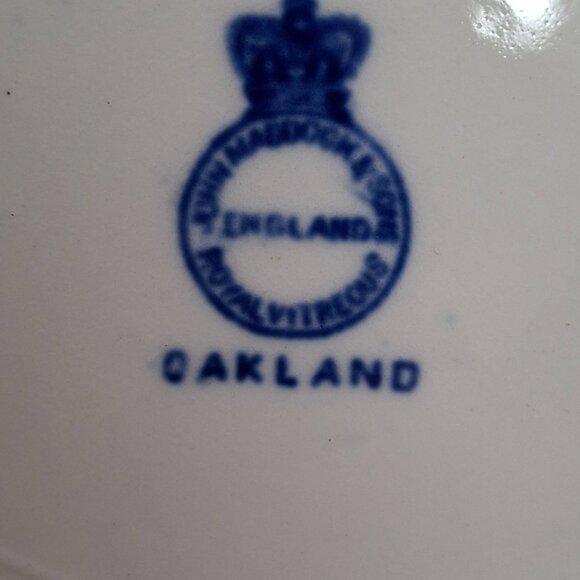 JOHN MADDOCK & SONS
ENGLAND
ROYAL VITREOUS
OAKLAND